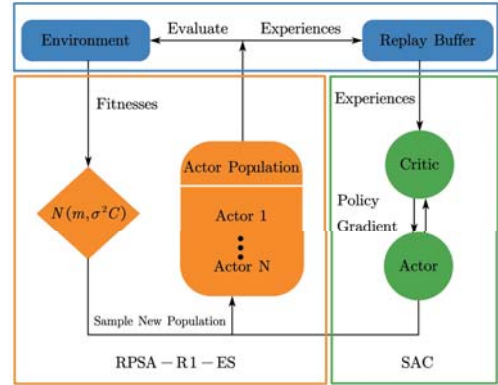 Environment
Evaluate
Experiences
Replay Buffer
Fitnesses
Experiences
Actor Population
Critic
N(m, σ²C)
Actor 1
Policy
Gradient
Actor N
Actor
Sample New Population
RPSA − R1 − ES
SAC